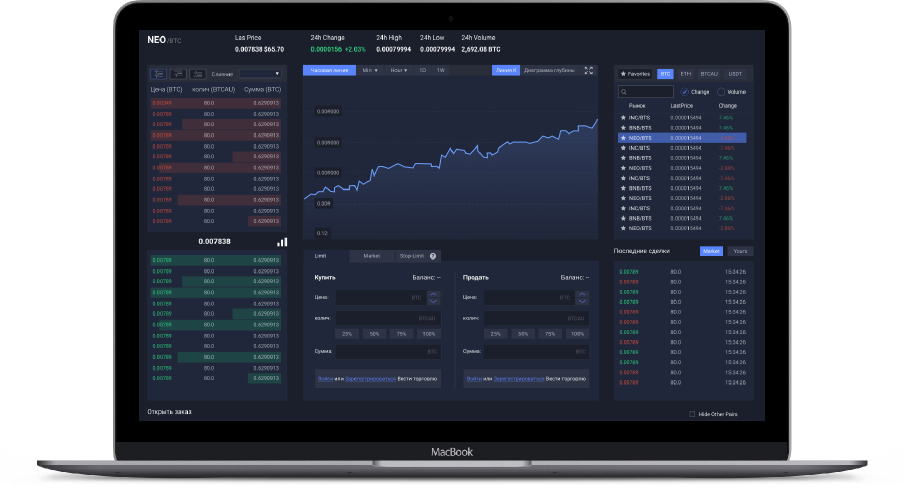 NEO/BTC
Las Price
0.007838 $65.70
24h Change
0.0000156 +2.03%
24h High
0.00079994
24h Low
0.00079994
24h Volume
2,692.08 BTC
Слияние
Цена (BTC) колич (BTCAU) Сумма (BTC)
0.00789 80.0 0.6290913
0.00789 80.0 0.6290913
0.00789 80.0 0.6290913
0.00789 80.0 0.6290913
0.00789 80.0 0.6290913
0.00789 80.0 0.6290913
0.00789 80.0 0.6290913
0.00789 80.0 0.6290913
0.00789 80.0 0.6290913
0.00789 80.0 0.6290913
0.00789 80.0 0.6290913
0.00789 80.0 0.6290913
0.007838
0.00789 80.0 0.6290913
0.00789 80.0 0.6290913
0.00789 80.0 0.6290913
0.00789 80.0 0.6290913
0.00789 80.0 0.6290913
0.00789 80.0 0.6290913
0.00789 80.0 0.6290913
0.00789 80.0 0.6290913
0.00789 80.0 0.6290913
0.00789 80.0 0.6290913
0.00789 80.0 0.6290913
0.00789 80.0 0.6290913
Открыть заказ
Часовая линия Min Hour 1D 1W Линия K Диаграмма глубины
0.009000
0.009000
0.009000
0.009
0.12
Limit Market Stop-Limit ?
Купить Баланс: --
Цена: BTC
колич: BTCAU
25% 50% 75% 100%
Сумма: BTC
Войти или Зарегистрироваться Вести торговлю
Продать Баланс: --
Цена: BTC
колич: BTCAU
25% 50% 75% 100%
Сумма: BTC
Войти или Зарегистрироваться Вести торговлю
Favorites BTC ETH BTCAU USDT
Change Volume
Рынок LastPrice Change
INC/BTS 0.000015494 7.46%
BNB/BTS 0.000015494 7.46%
NEO/BTS 0.000015494
INC/BTS 0.000015494 -7.46%
BNB/BTS 0.000015494 7.46%
NEO/BTS 0.000015494 -2.86%
INC/BTS 0.000015494 -7.46%
BNB/BTS 0.000015494 7.46%
NEO/BTS 0.000015494 -2.86%
INC/BTS 0.000015494 -7.46%
BNB/BTS 0.000015494 7.46%
NEO/BTS 0.000015494 -2.86%
Последние сделки Market Yours
0.00789 80.0 15:34:26
0.00789 80.0 15:34:26
0.00789 80.0 15:34:26
0.00789 80.0 15:34:26
0.00789 80.0 15:34:26
0.00789 80.0 15:34:26
0.00789 80.0 15:34:26
0.00789 80.0 15:34:26
0.00789 80.0 15:34:26
0.00789 80.0 15:34:26
0.00789 80.0 15:34:26
0.00789 80.0 15:34:26
Hide Other Pairs
MacBook